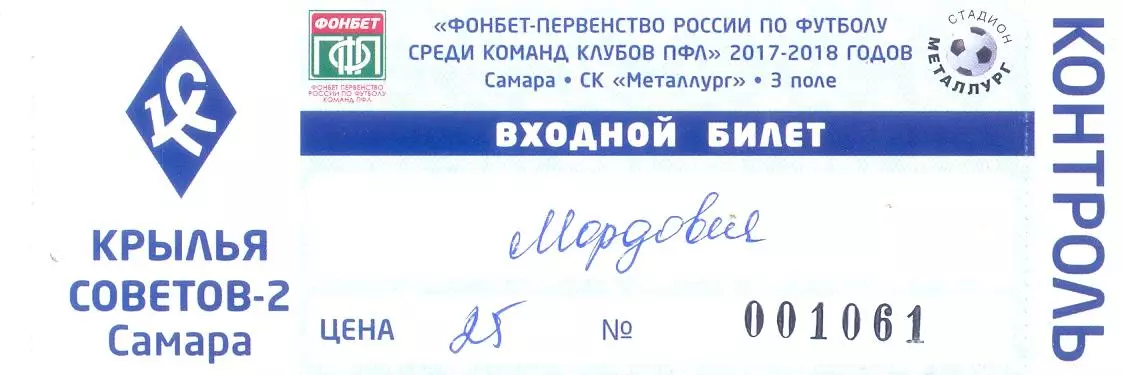 КС
КРЫЛЬЯ
СОВЕТОВ-2
Самара
ФОНБЕТ
ПФЛ
ФОНБЕТ ПЕРВЕНСТВО
РОССИИ ПО ФУТБОЛУ
КОМАНД ПФЛ
«ФОНБЕТ-ПЕРВЕНСТВО РОССИИ ПО ФУТБОЛУ
СРЕДИ КОМАНД КЛУБОВ ПФЛ» 2017-2018 ГОДОВ
Самара • СК «Металлург» • 3 поле
СТАДИОН
МЕТАЛЛУРГ
ВХОДНОЙ БИЛЕТ
Мордовия
ЦЕНА 25 № 001061
КОНТРОЛЬ